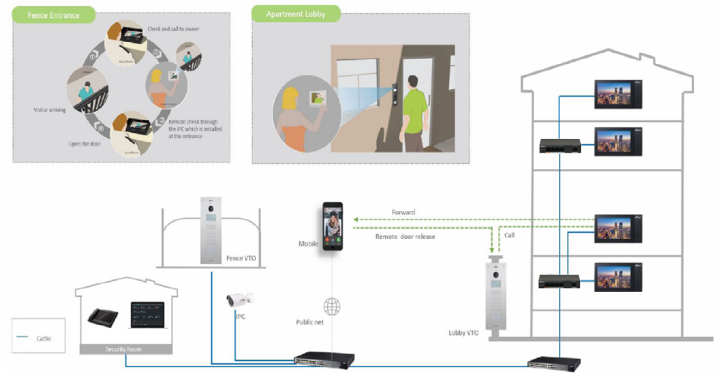 Fence Entrance
Check and call to owner
Visitor arriving
Remote check through
the IPC which is installed
at the entrance
Open the door
Apartment Lobby
Fence VTO
Mobile
Forward
Remote door release
Call
IPC
Public net
Lobby VTO
Security Room
Cat5e